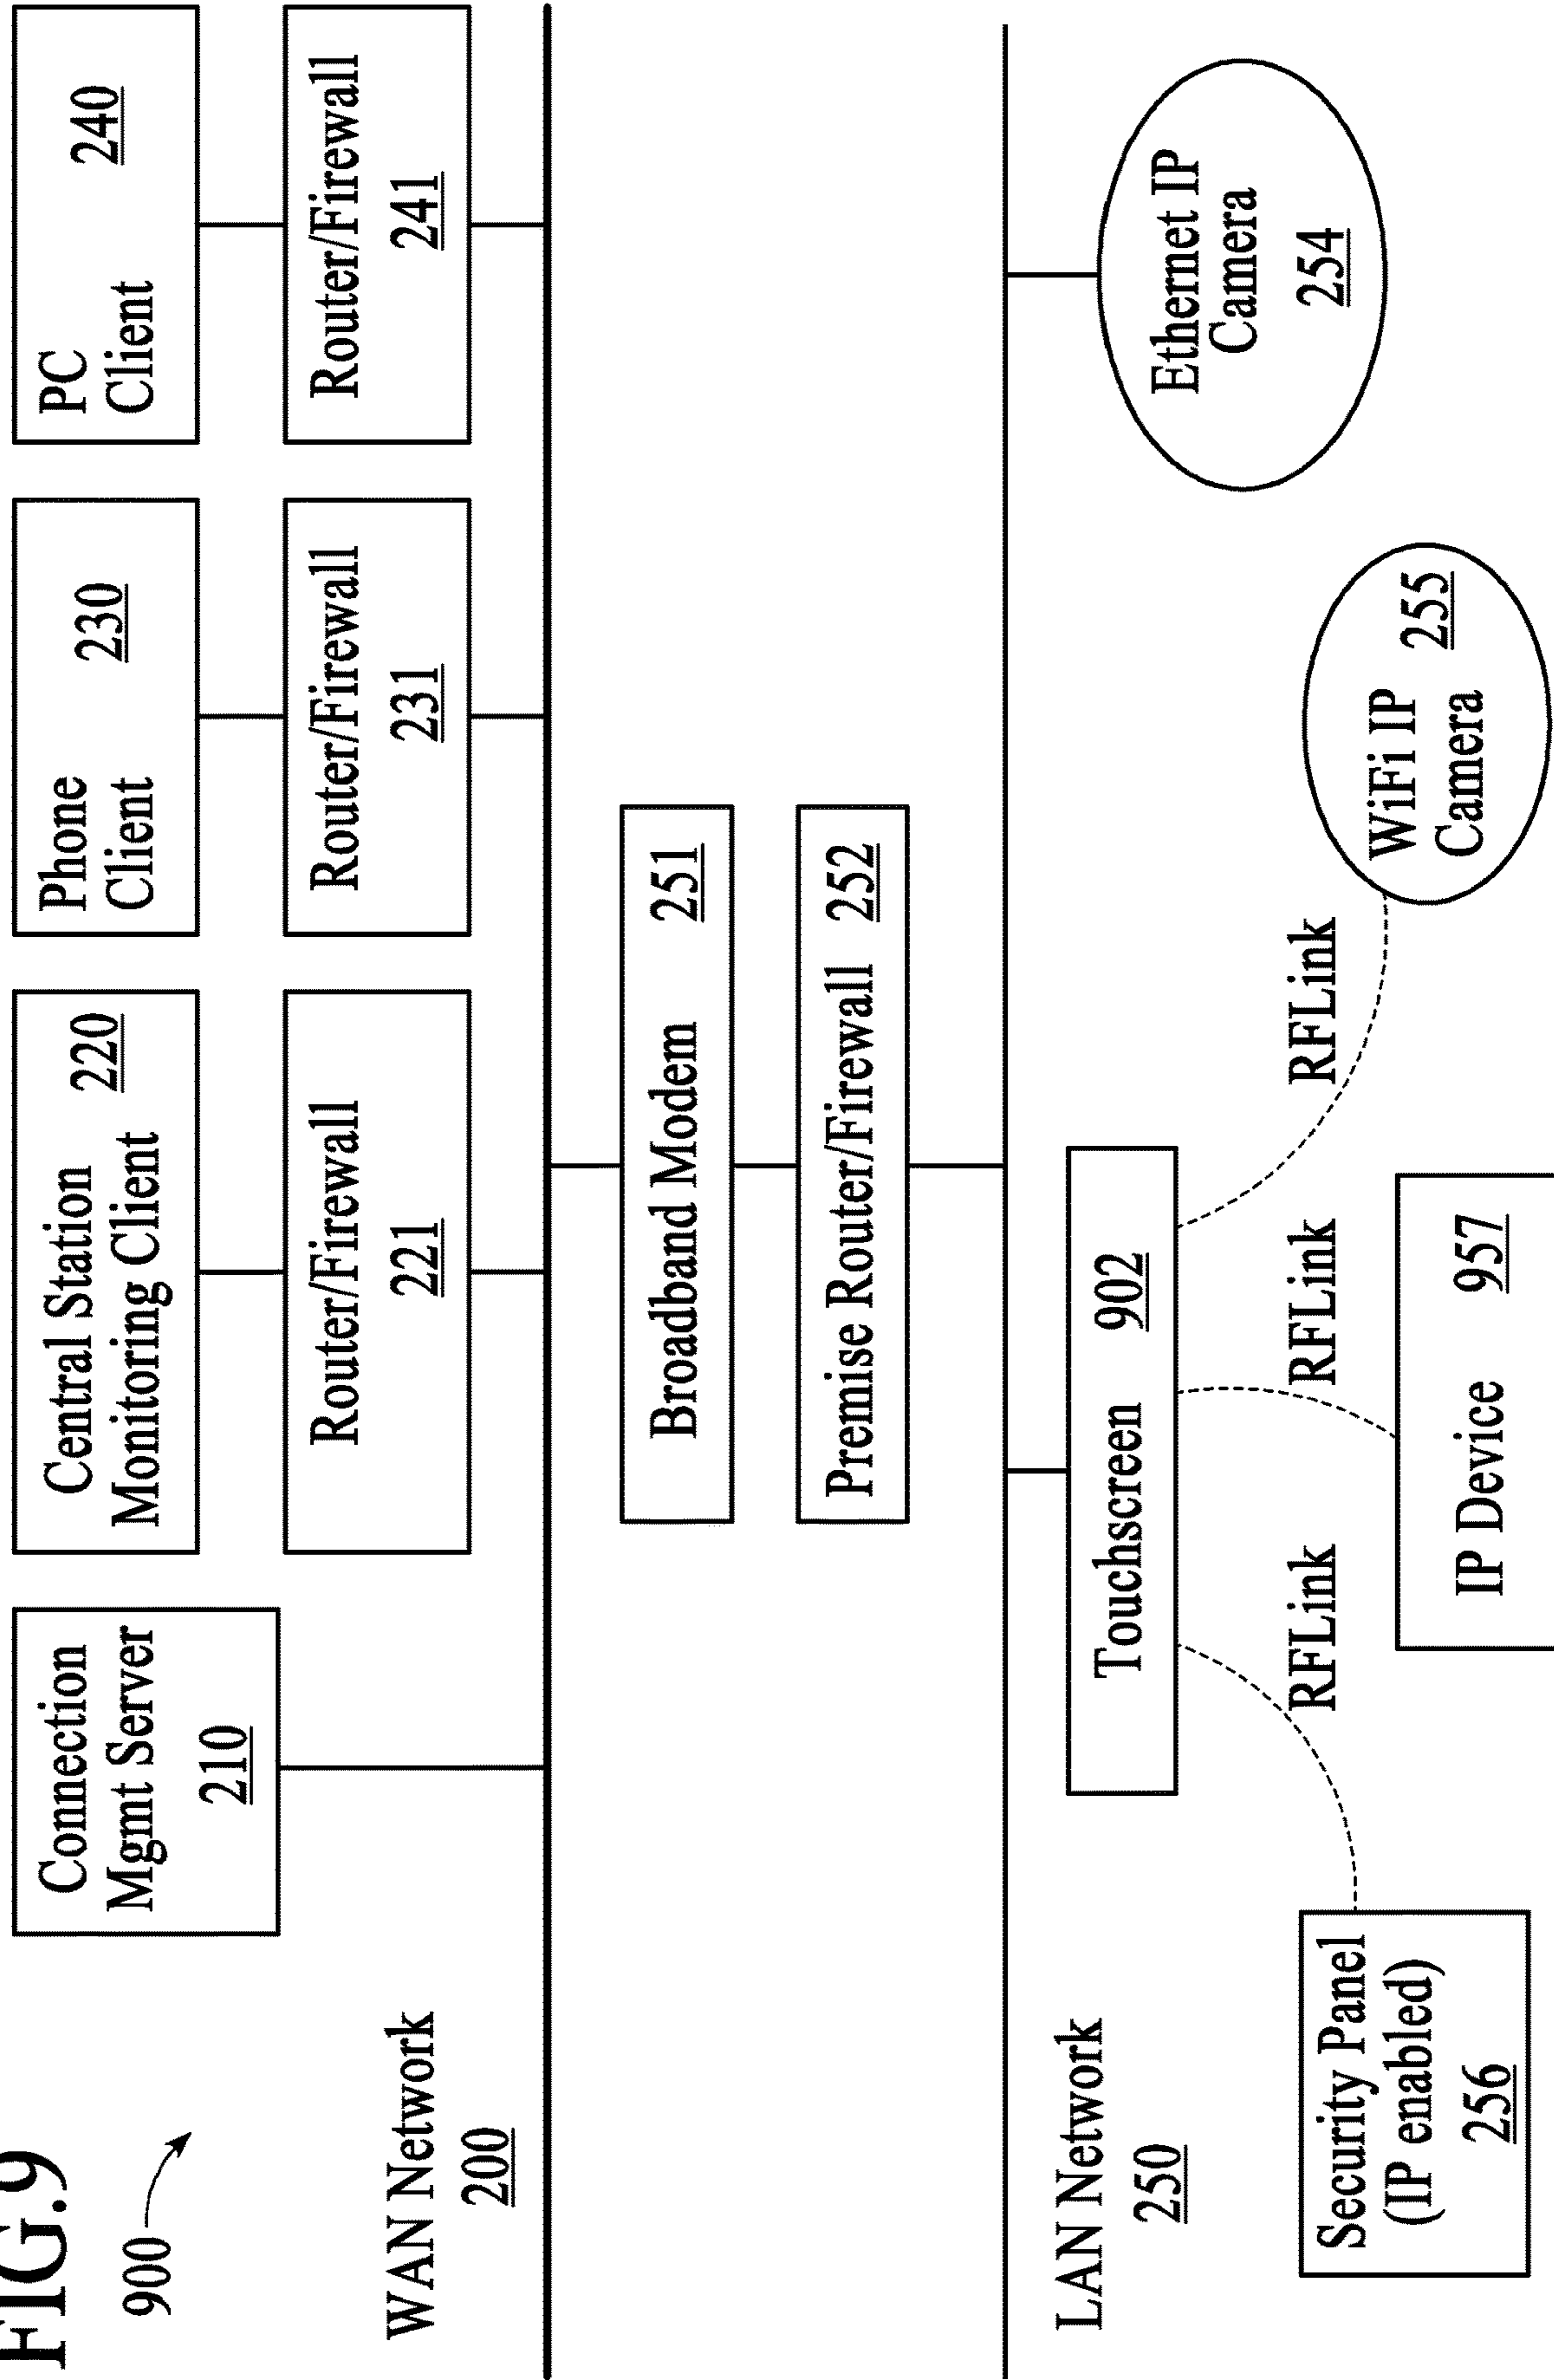 FIG.9
900
Connection
Mgmt Server
210
Central Station
Monitoring Client
220
Phone
Client
230
PC
Client
240
Router/Firewall
221
Router/Firewall
231
Router/Firewall
241
WAN Network
200
Broadband Modem 251
Premise Router/Firewall 252
LAN Network
250
Touchscreen 902
Ethernet IP
Camera
254
RFLink
RFLink
RFLink
Security Panel
(IP enabled)
256
IP Device 957
WiFi IP
Camera
255